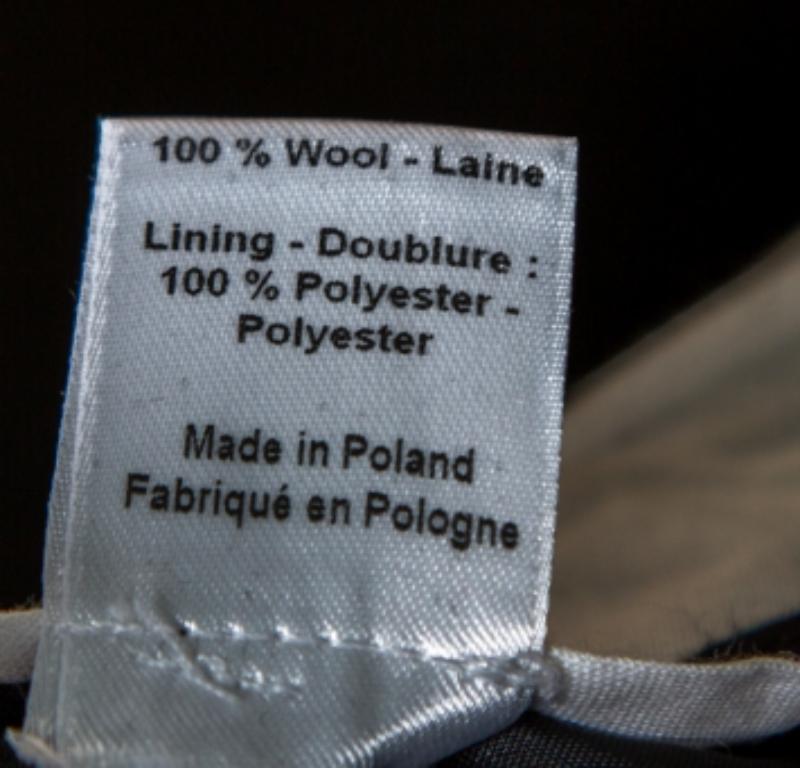 100 % Wool - Laine
Lining - Doublure :
100 % Polyester -
Polyester
Made in Poland
Fabriqué en Pologne